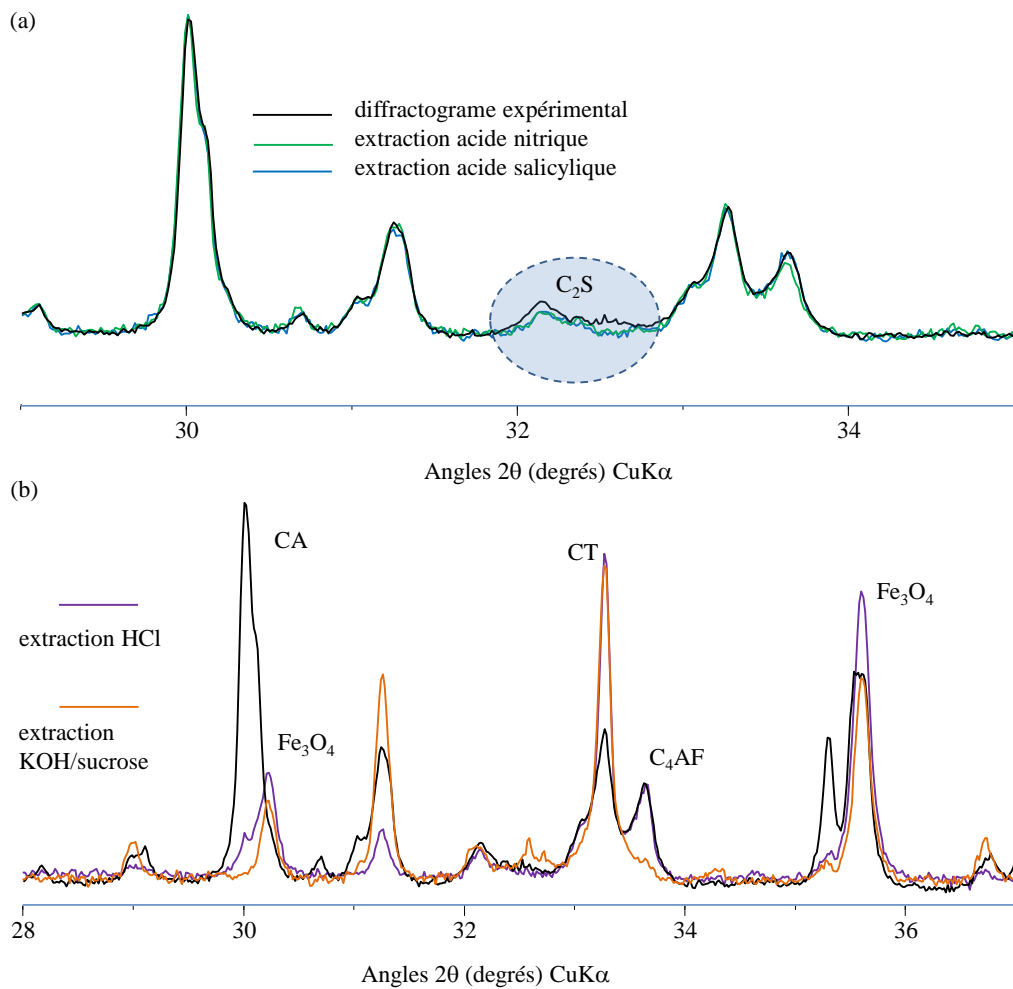 (a)
diffractograme expérimental
extraction acide nitrique
extraction acide salicylique
C₂S
30
32
34
Angles 2θ (degrés) CuKα
(b)
CA
CT
Fe₃O₄
extraction HCl
extraction
KOH/sucrose
Fe₃O₄
C₄AF
28
30
32
34
36
Angles 2θ (degrés) CuKα